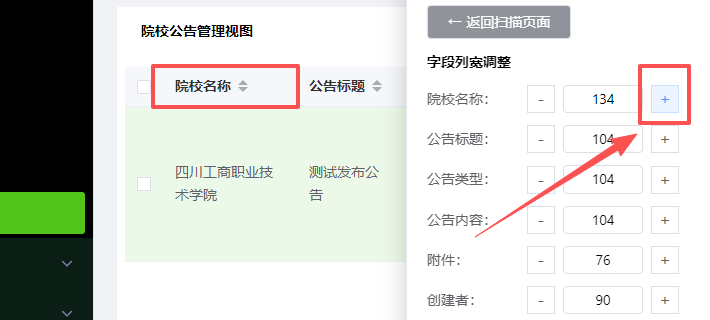 院校公告管理视图
院校名称 公告标题
四川工商职业技术学院 测试发布公告
← 返回扫描页面
字段列宽调整
院校名称: - 134 +
公告标题: - 104 +
公告类型: - 104 +
公告内容: - 104 +
附件: - 76 +
创建者: - 90 +